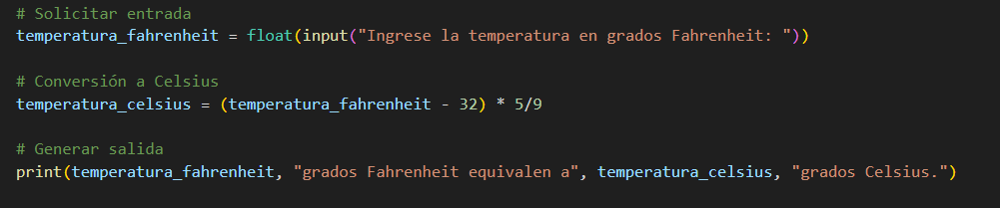 # Solicitar entrada
temperatura_fahrenheit = float(input("Ingrese la temperatura en grados Fahrenheit: "))
# Conversión a Celsius
temperatura_celsius = (temperatura_fahrenheit - 32) * 5/9
# Generar salida
print(temperatura_fahrenheit, "grados Fahrenheit equivalen a", temperatura_celsius, "grados Celsius.")